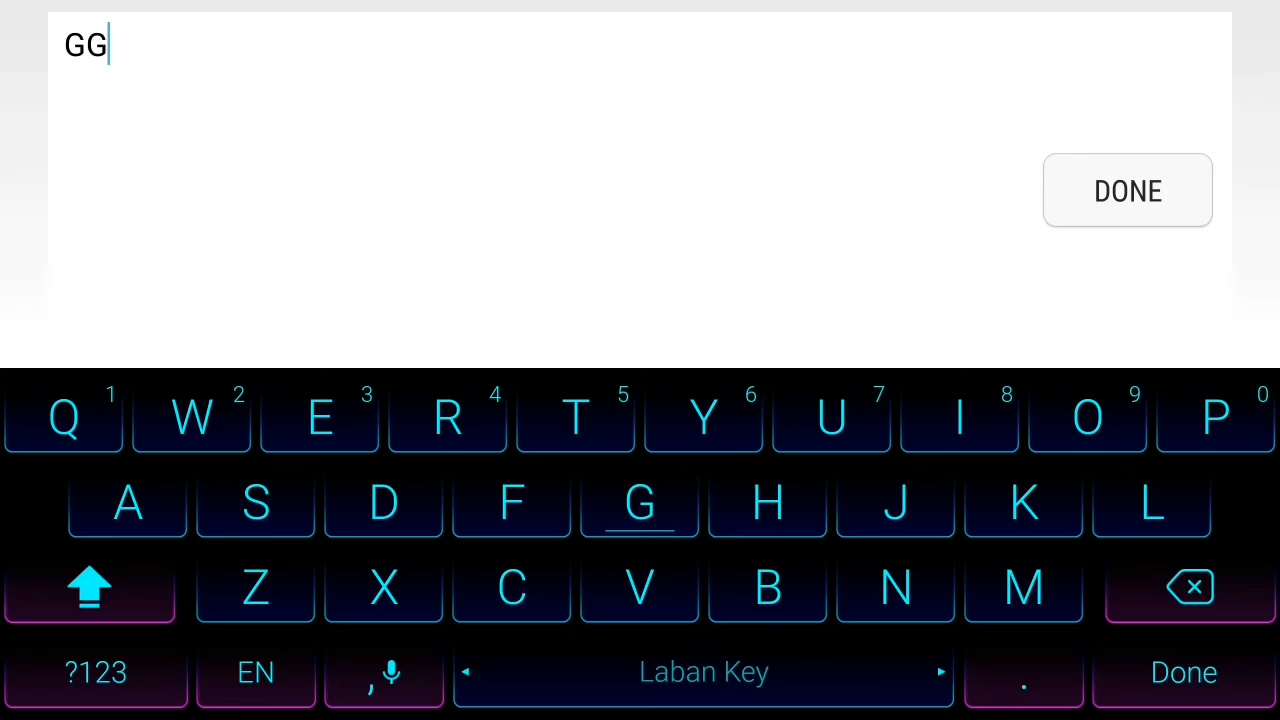 GG
DONE
Q 1 W 2 E 3 R 4 T 5 Y 6 U 7 I 8 O 9 P 0
A S D F G H J K L
Z X C V B N M
?123 EN , Laban Key . Done